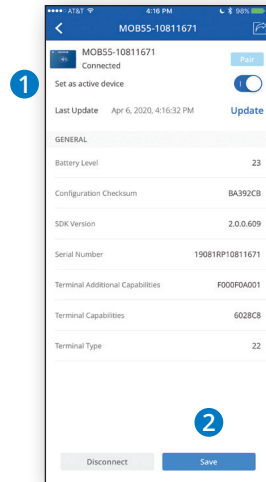 AT&T 4:16 PM 98%
MOB55-10811671
MOB55-10811671
Connected
Pair
1
Set as active device
Last Update Apr 6, 2020, 4:16:32 PM Update
GENERAL
Battery Level 23
Configuration Checksum BA392CB
SDK Version 2.0.0.609
Serial Number 19081RP10811671
Terminal Additional Capabilities F000F0A001
Terminal Capabilities 6028C8
Terminal Type 22
2
Disconnect Save